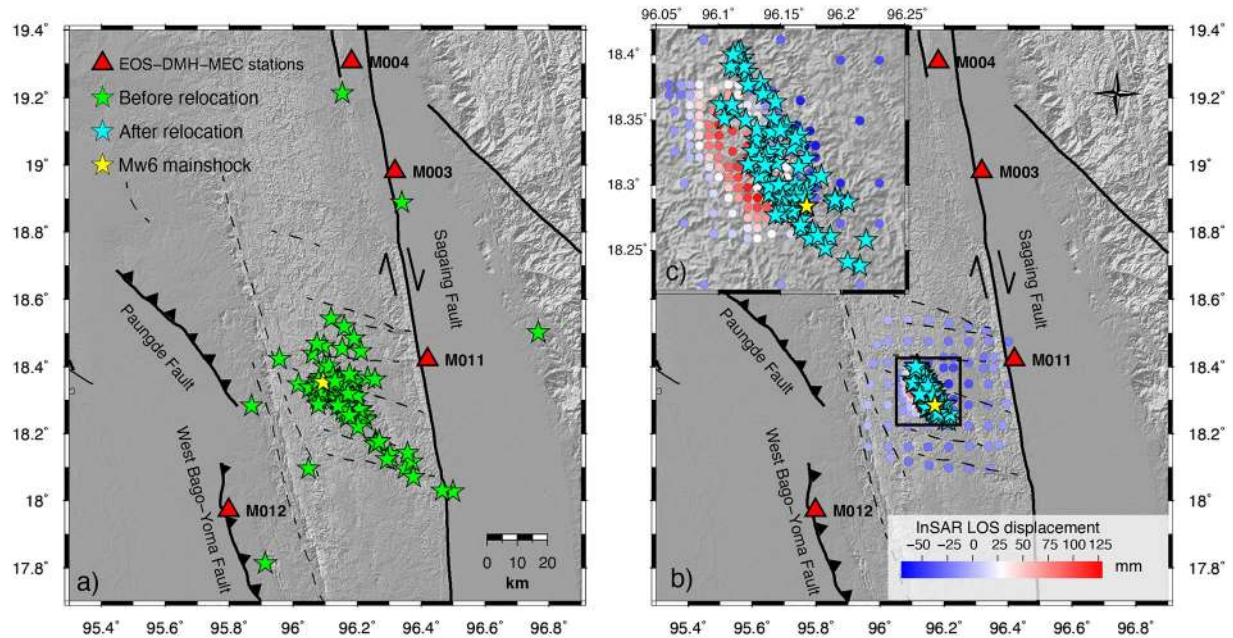 19.4°
19.2°
19°
18.8°
18.6°
18.4°
18.2°
18°
17.8°
EOS−DMH−MEC stations
Before relocation
After relocation
Mw6 mainshock
M004
M003
M011
M012
Sagaing Fault
Paungde Fault
West Bago−Yoma Fault
0 20
km
a)
95.4° 95.6° 95.8° 96° 96.2° 96.4° 96.6° 96.8°
96.05° 96.1° 96.15° 96.2° 96.25°
18.4°
18.35°
18.3°
18.25°
c)
M004
M003
M011
M012
Sagaing Fault
Paungde Fault
West Bago−Yoma Fault
19.4°
19.2°
19°
18.8°
18.6°
18.4°
18.2°
18°
17.8°
InSAR LOS displacement
−50 −25 0 25 50 75 100 125
mm
b)
95.4° 95.6° 95.8° 96° 96.2° 96.4° 96.6° 96.8°